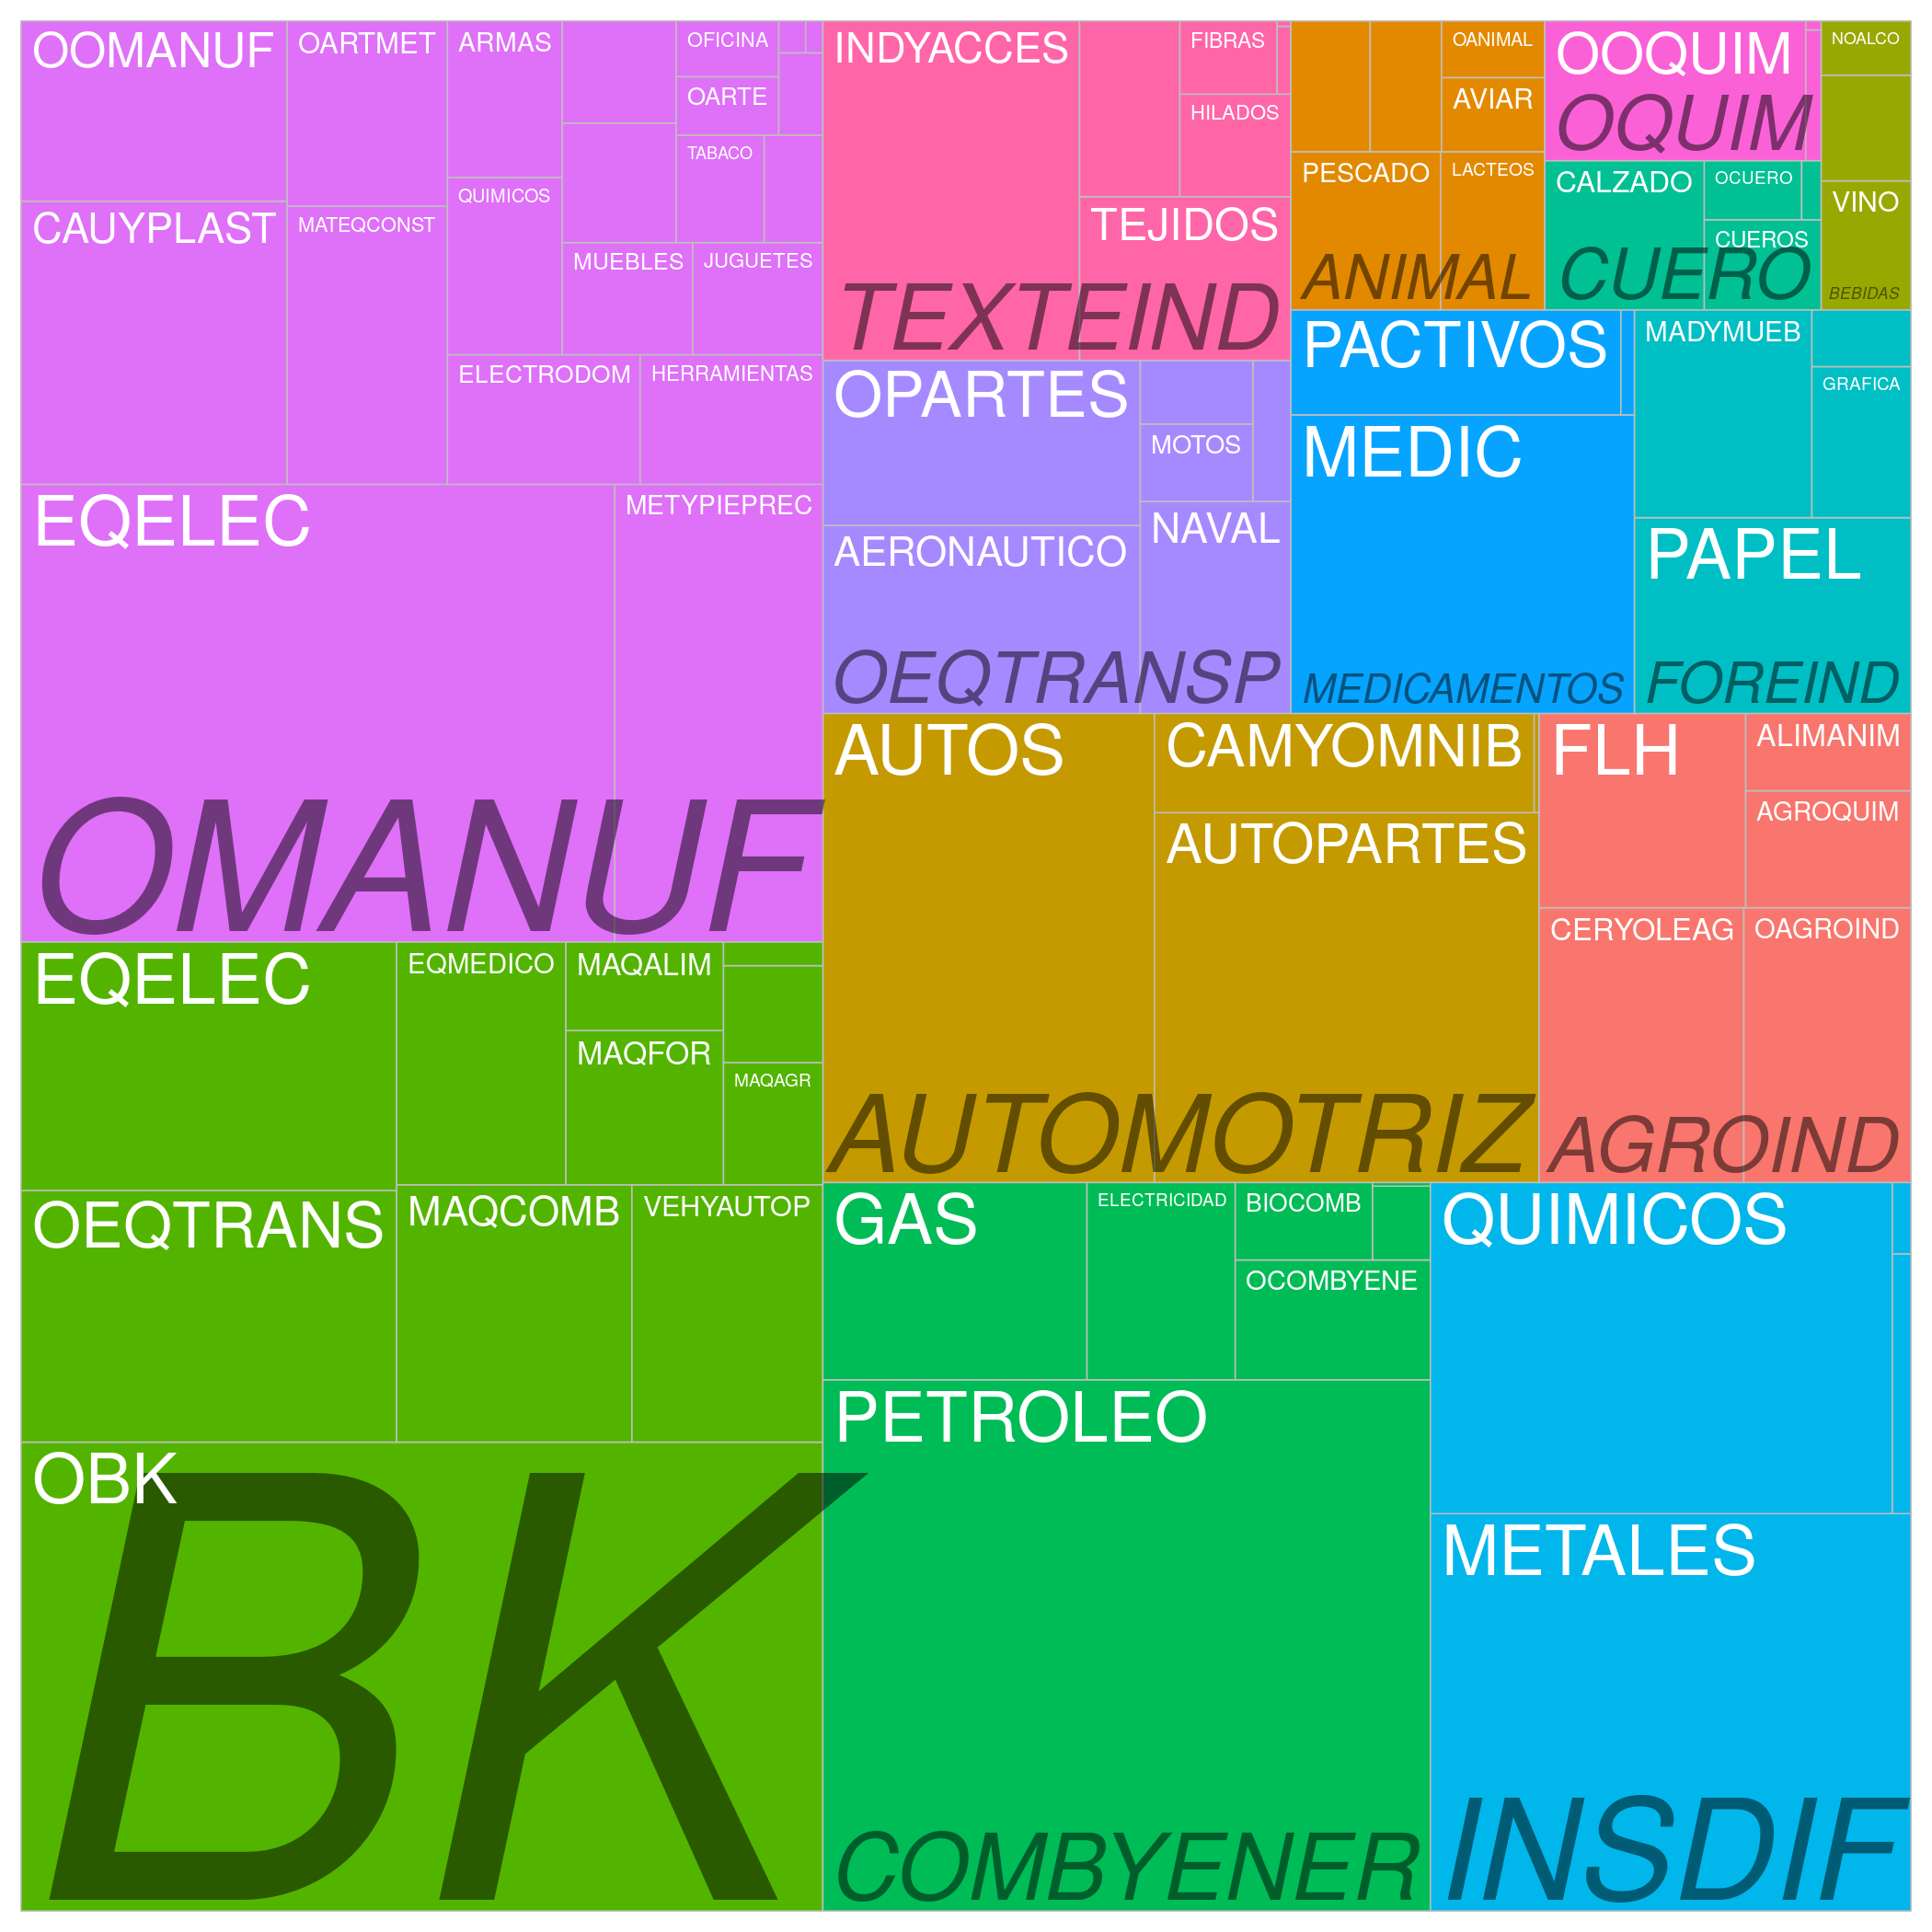 OOMANUF
OARTMET
ARMAS
OFICINA
OARTE
TABACO
CAUYPLAST
MATEQCONST
QUIMICOS
MUEBLES
JUGUETES
ELECTRODOM
HERRAMIENTAS
EQELEC
METYPIEPREC
OMANUF
EQELEC
EQMEDICO
MAQALIM
MAQFOR
MAQAGR
OEQTRANS
MAQCOMB
VEHYAUTOP
OBK
BK
INDYACCES
FIBRAS
HILADOS
TEJIDOS
TEXTEIND
OPARTES
MOTOS
AERONAUTICO
NAVAL
OEQTRANSP
OANIMAL
AVIAR
PESCADO
LACTEOS
ANIMAL
OOQUIM
OQUIM
NOALCO
VINO
BEBIDAS
CALZADO
OCUERO
CUEROS
CUERO
PACTIVOS
MEDIC
MEDICAMENTOS
MADYMUEB
GRAFICA
PAPEL
FOREIND
AUTOS
CAMYOMNIB
AUTOPARTES
AUTOMOTRIZ
FLH
ALIMANIM
AGROQUIM
CERYOLEAG
OAGROIND
AGROIND
GAS
ELECTRICIDAD
BIOCOMB
OCOMBYENE
PETROLEO
COMBYENER
QUIMICOS
METALES
INSDIF